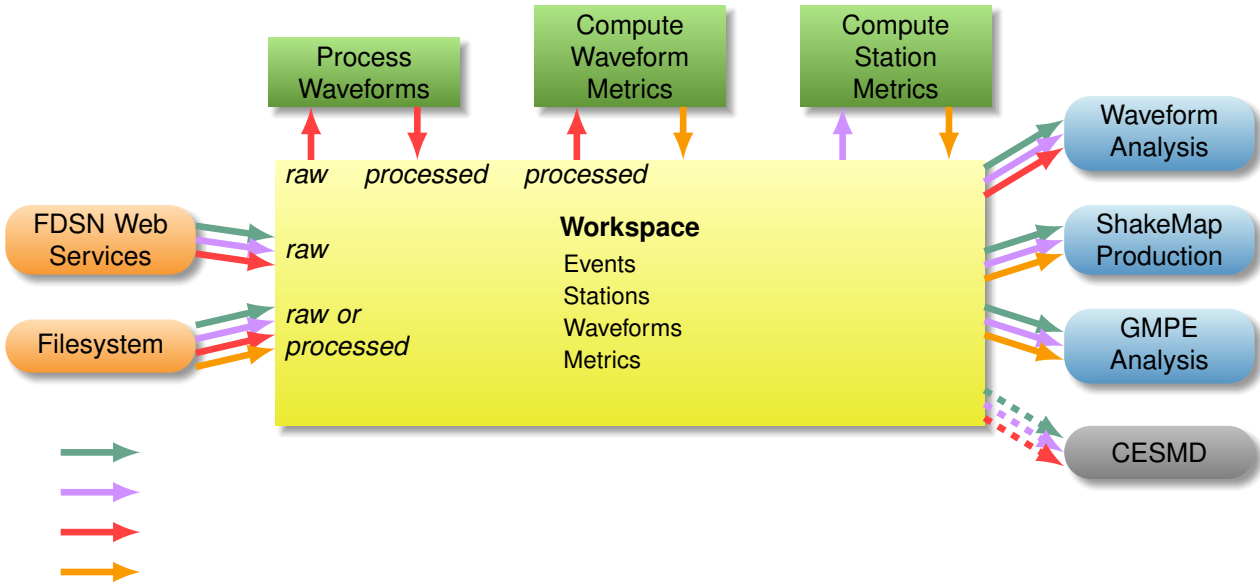 Process
Waveforms
Compute
Waveform
Metrics
Compute
Station
Metrics
raw
processed
processed
FDSN Web
Services
raw
Filesystem
raw or
processed
Workspace
Events
Stations
Waveforms
Metrics
Waveform
Analysis
ShakeMap
Production
GMPE
Analysis
CESMD